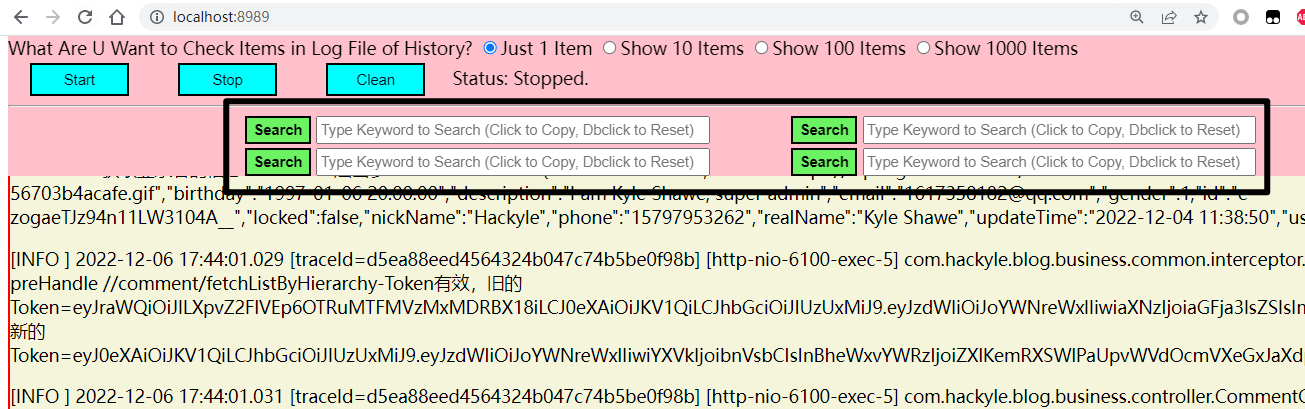 localhost:8989
What Are U Want to Check Items in Log File of History? Just 1 Item Show 10 Items Show 100 Items Show 1000 Items
Start Stop Clean Status: Stopped.
Search Type Keyword to Search (Click to Copy, Dbclick to Reset) Search Type Keyword to Search (Click to Copy, Dbclick to Reset)
Search Type Keyword to Search (Click to Copy, Dbclick to Reset) Search Type Keyword to Search (Click to Copy, Dbclick to Reset)
56703b4acafe.gif","birthday":"1997-01-06 20:00:00","description":"I am Kyle Shawe, super admin","email":"1617358182@qq.com","gender":1,"id":"e
zogaeTJz94n11LW3104A__","locked":false,"nickName":"Hackyle","phone":"15797953262","realName":"Kyle Shawe","updateTime":"2022-12-04 11:38:50","us
[INFO ] 2022-12-06 17:44:01.029 [traceId=d5ea88eed4564324b047c74b5be0f98b] [http-nio-6100-exec-5] com.hackyle.blog.business.common.interceptor.
preHandle //comment/fetchListByHierarchy-Token有效，旧的
Token=eyJraWQiOiJILXpvZ2FlVEp6OTRuMTFMVzMxMDRBX18iLCJ0eXAiOiJKV1QiLCJhbGciOiJIUzUxMiJ9.eyJzdWIiOiJoYWNreWxlIiwiaXNzIjoiaGFja3lsZSIsIm
新的
Token=eyJ0eXAiOiJKV1QiLCJhbGciOiJIUzUxMiJ9.eyJzdWIiOiJoYWNreWxlIiwiYXVkIjoibnVsbCIsInBheWxvYWRzIjoiZXlKemRXSWlPaUpvWVdOcmVXeGxJaXdp
[INFO ] 2022-12-06 17:44:01.031 [traceId=d5ea88eed4564324b047c74b5be0f98b] [http-nio-6100-exec-5] com.hackyle.blog.business.controller.CommentC